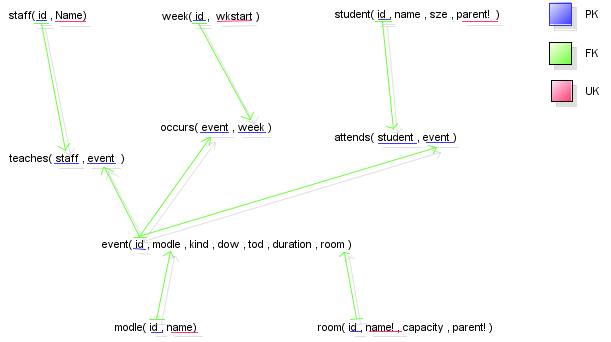 staff( id , Name)
week( id, wkstart )
student( id , name , sze , parent! )
PK
FK
UK
occurs( event , week )
attends( student , event )
teaches( staff , event )
event( id , modle , kind , dow , tod , duration , room )
modle( id , name)
room( id , name! , capacity , parent! )